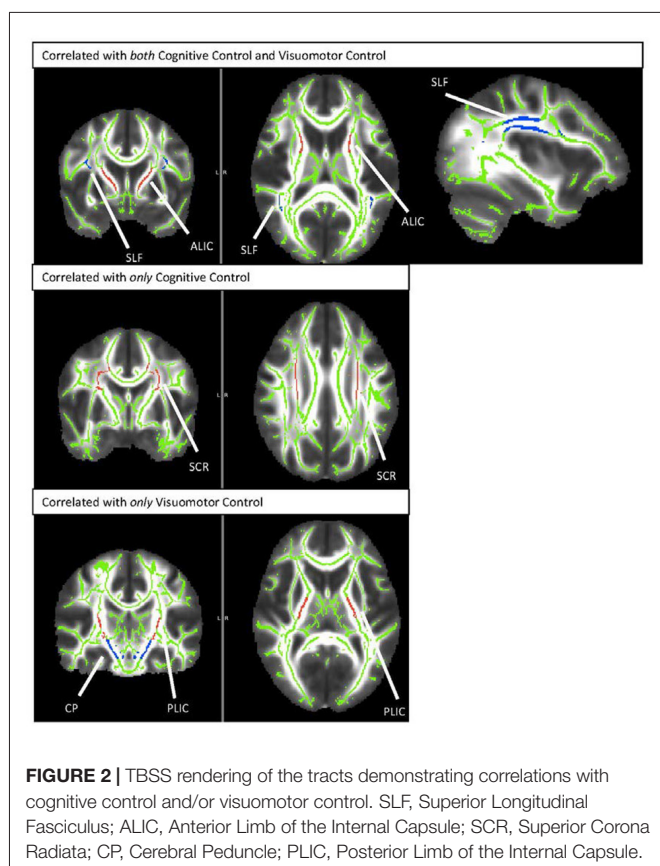 Correlated with both Cognitive Control and Visuomotor Control
SLF
L R
SLF
ALIC
SLF
ALIC
Correlated with only Cognitive Control
L R
SCR
SCR
Correlated with only Visuomotor Control
L R
CP
PLIC
PLIC
FIGURE 2 | TBSS rendering of the tracts demonstrating correlations with
cognitive control and/or visuomotor control. SLF, Superior Longitudinal
Fasciculus; ALIC, Anterior Limb of the Internal Capsule; SCR, Superior Corona
Radiata; CP, Cerebral Peduncle; PLIC, Posterior Limb of the Internal Capsule.